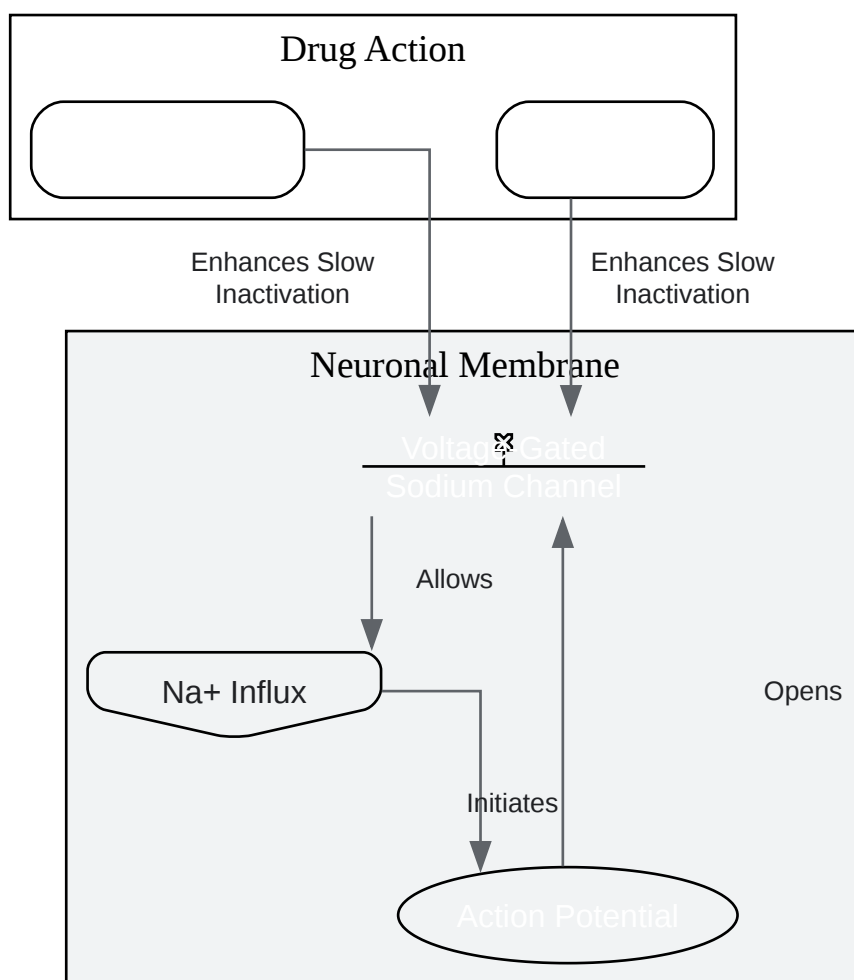 Drug Action
Enhances Slow
Inactivation
Enhances Slow
Inactivation
Neuronal Membrane
Voltage-Gated
Sodium Channel
Allows
Na+ Influx
Opens
Initiates
Action Potential